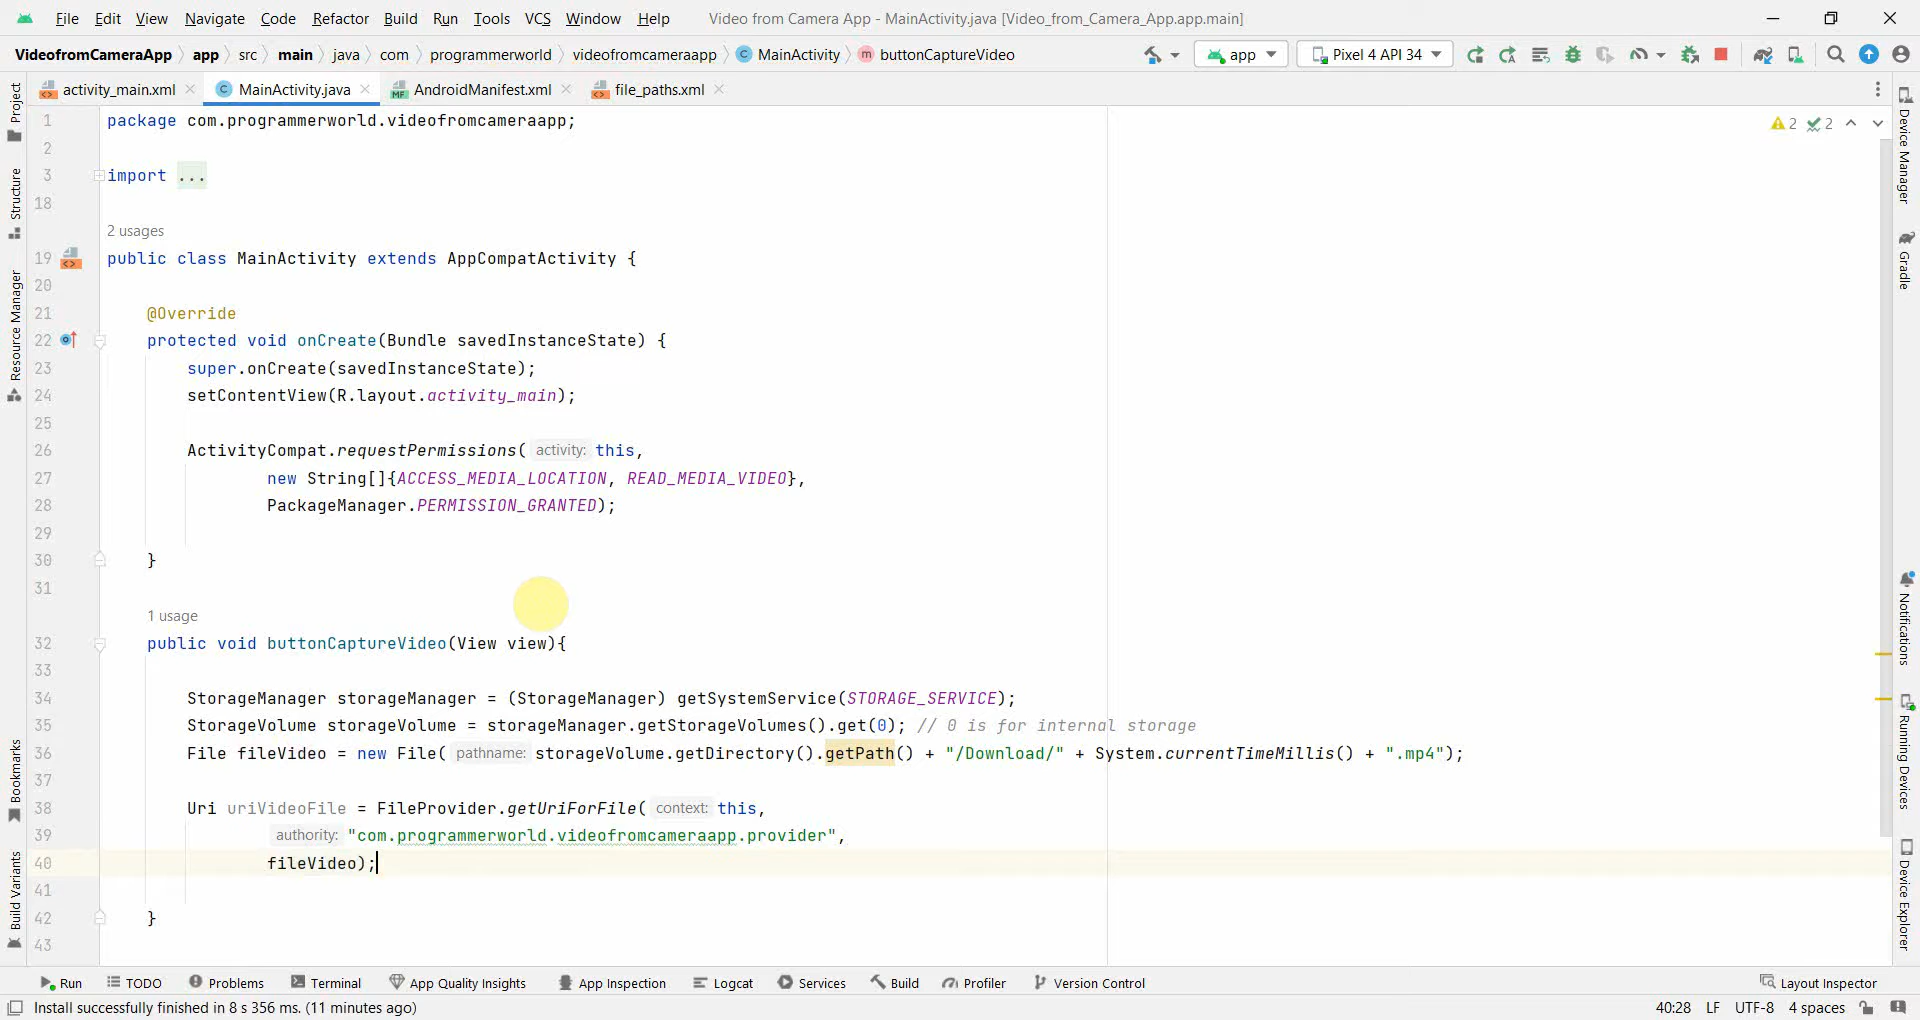 File Edit View Navigate Code Refactor Build Run Tools VCS Window Help Video from Camera App - MainActivity.java [Video_from_Camera_App.app.main]
VideofromCameraApp app src main java com programmerworld videofromcameraapp MainActivity buttonCaptureVideo app Pixel 4 API 34
activity_main.xml MainActivity.java AndroidManifest.xml file_paths.xml
Project
Structure
Resource Manager
Bookmarks
Build Variants
1 package com.programmerworld.videofromcameraapp;
2 2
2
3 import ...
18
2 usages
19 public class MainActivity extends AppCompatActivity {
20
21 @Override
22 protected void onCreate(Bundle savedInstanceState) {
23 super.onCreate(savedInstanceState);
24 setContentView(R.layout.activity_main);
25
26 ActivityCompat.requestPermissions( activity: this,
27 new String[]{ACCESS_MEDIA_LOCATION, READ_MEDIA_VIDEO},
28 PackageManager.PERMISSION_GRANTED);
29
30 }
31
1 usage
32 public void buttonCaptureVideo(View view){
33
34 StorageManager storageManager = (StorageManager) getSystemService(STORAGE_SERVICE);
35 StorageVolume storageVolume = storageManager.getStorageVolumes().get(0); // 0 is for internal storage
36 File fileVideo = new File( pathname: storageVolume.getDirectory().getPath() + "/Download/" + System.currentTimeMillis() + ".mp4");
37
38 Uri uriVideoFile = FileProvider.getUriForFile( context: this,
39 authority: "com.programmerworld.videofromcameraapp.provider",
40 fileVideo);
41
42 }
43
Device Manager
Gradle
Notifications
Running Devices
Device Explorer
Run TODO Problems Terminal App Quality Insights App Inspection Logcat Services Build Profiler Version Control Layout Inspector
Install successfully finished in 8 s 356 ms. (11 minutes ago) 40:28 LF UTF-8 4 spaces